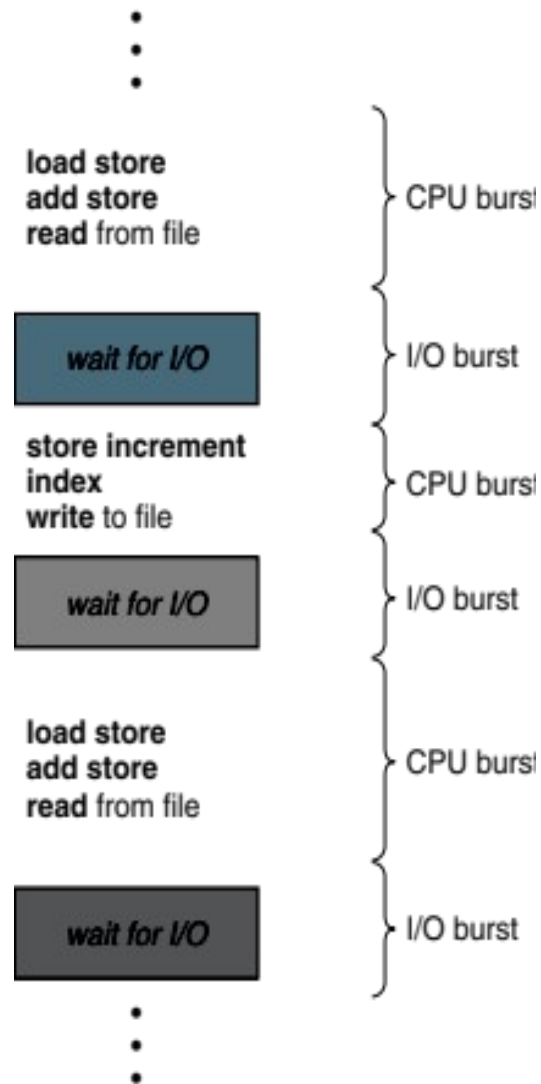 load store
add store
read from file
CPU burst
wait for I/O
I/O burst
store increment
index
write to file
CPU burst
wait for I/O
I/O burst
load store
add store
read from file
CPU burst
wait for I/O
I/O burst